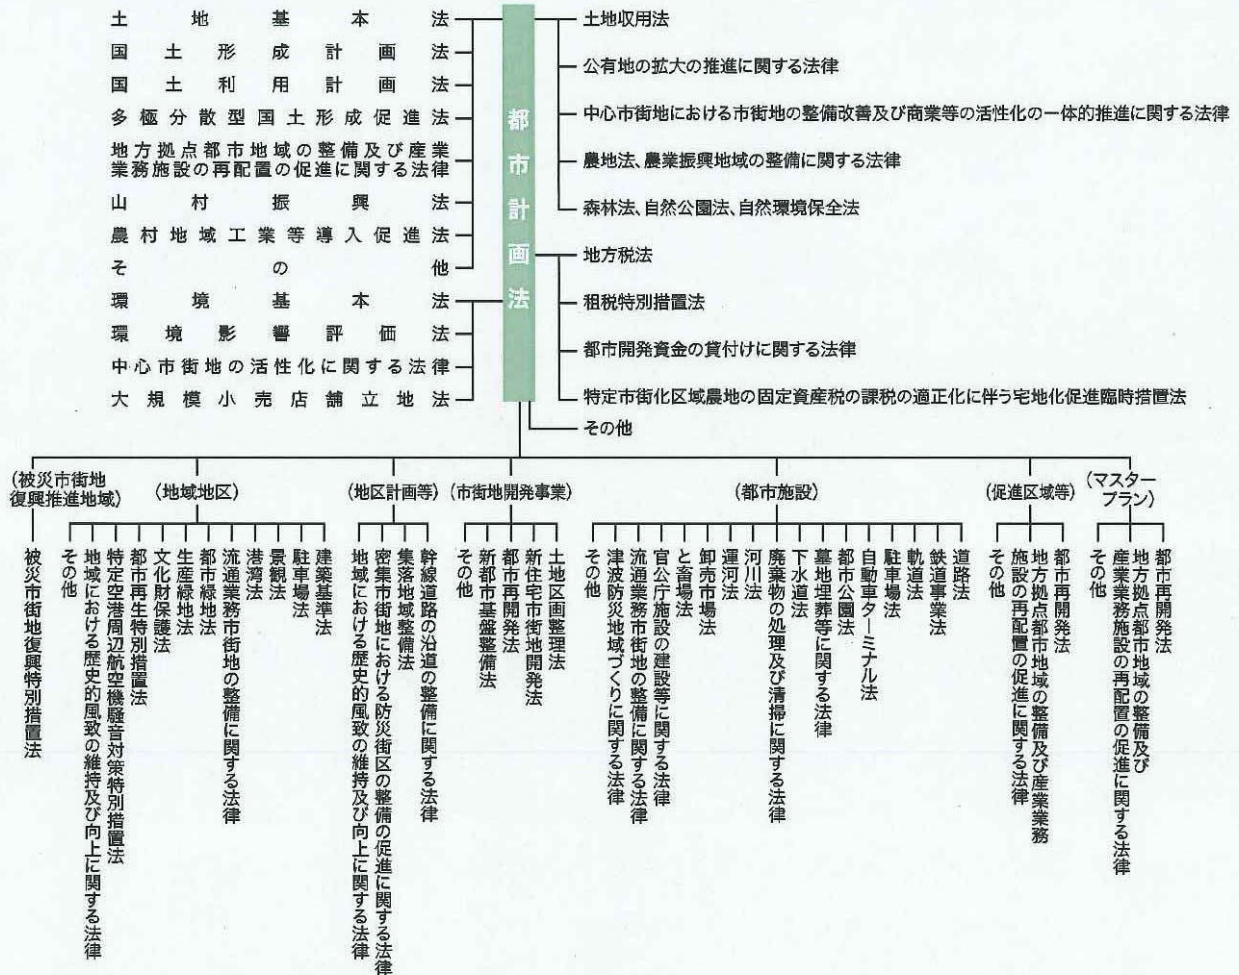 土地基本法
国土形成計画法
国土利用計画法
多極分散型国土形成促進法
地方拠点都市地域の整備及び産業
業務施設の再配置の促進に関する法律
山村振興法
農村地域工業等導入促進法
その他
環境基本法
環境影響評価法
中心市街地の活性化に関する法律
大規模小売店舗立地法
都市計画法
土地収用法
公有地の拡大の推進に関する法律
中心市街地における市街地の整備改善及び商業等の活性化の一体的推進に関する法律
農地法、農業振興地域の整備に関する法律
森林法、自然公園法、自然環境保全法
地方税法
租税特別措置法
都市開発資金の貸付けに関する法律
特定市街化区域農地の固定資産税の課税の適正化に伴う宅地化促進臨時措置法
その他
(被災市街地
復興推進地域)
被災市街地復興特別措置法
(地域地区)
建築基準法
駐車場法
景観法
港湾法
流通業務市街地の整備に関する法律
都市緑地法
生産緑地法
文化財保護法
都市再生特別措置法
特定空港周辺航空機騒音対策特別措置法
地域における歴史的風致の維持及び向上に関する法律
その他
(地区計画等)
幹線道路の沿道の整備に関する法律
集落地域整備法
密集市街地における防災街区の整備の促進に関する法律
地域における歴史的風致の維持及び向上に関する法律
(市街地開発事業)
土地区画整理法
新住宅市街地開発法
都市再開発法
新都市基盤整備法
その他
(都市施設)
道路法
鉄道事業法
軌道法
駐車場法
自動車ターミナル法
都市公園法
墓地埋葬等に関する法律
下水道法
廃棄物の処理及び清掃に関する法律
河川法
運河法
卸売市場法
と畜場法
官公庁施設の建設等に関する法律
流通業務市街地の整備に関する法律
津波防災地域づくりに関する法律
その他
(促進区域等)
都市再開発法
地方拠点都市地域の整備及び産業業務
施設の再配置の促進に関する法律
その他
(マスター
プラン)
都市再開発法
地方拠点都市地域の整備及び
産業業務施設の再配置の促進に関する法律
その他